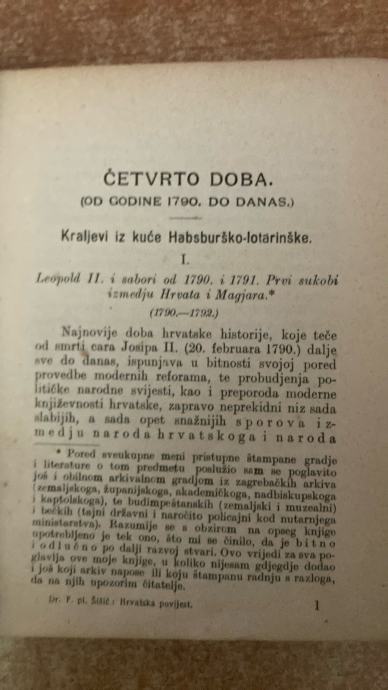 ČETVRTO DOBA.
(OD GODINE 1790. DO DANAS.)
Kraljevi iz kuće Habsburško-lotarinške.
I.
Leopold II. i sabori od 1790. i 1791. Prvi sukobi
izmedju Hrvata i Magjara.*
(1790.—1792.)
Najnovije doba hrvatske historije, koje teče
od smrti cara Josipa II. (20. februara 1790.) dalje
sve do danas, ispunjava u bitnosti svojoj pored
provedbe modernih reforama, te probudjenja po-
litičke narodne svijesti, kao i preporoda moderne
književnosti hrvatske, zapravo neprekidni niz sada
slabijih, a sada opet snažnijih sporova iz-
medju naroda hrvatskoga i naroda
* Pored sveukupne meni pristupne štampane gradje
i literature o tom predmetu poslužio sam se poglavito
još i obilnom arkivalnom gradjom iz zagrebačkih arkiva
(zemaljskoga, županijskoga, akademičkoga, nadbiskupskoga
i kaptolskoga), te budimpeštanskih (zemaljski i muzealni)
i bečkih (tajni državni i naročito policajni kod nutarnjega
ministarstva). Razumije se s obzirom na opseg knjige
upotrebljeno je tek ono, što mi se činilo, da je bitno
i odlučno po dalji razvoj stvari. Ovo vrijedi za sva po-
glavlja ove moje knjige, u koliko nijesam gdjegdje dodao
i još koji arkiv napose ili koju štampanu radnju s razloga,
da na njih upozorim čitatelje.
Dr. F. pl. Šišić: Hrvatska povijest. 1